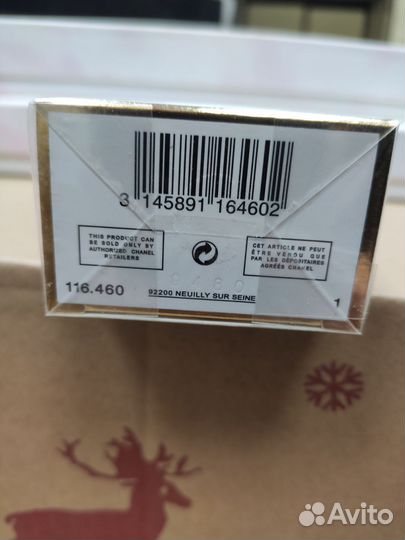 3 145891 164602
THIS PRODUCT CAN
BE SOLD ONLY BY
AUTHORIZED CHANEL
RETAILERS
CET ARTICLE NE PEUT
ÊTRE VENDU QUE
PAR LES DÉPOSITAIRES
AGRÉÉS CHANEL
116.460
92200 NEUILLY SUR SEINE
1
Avito